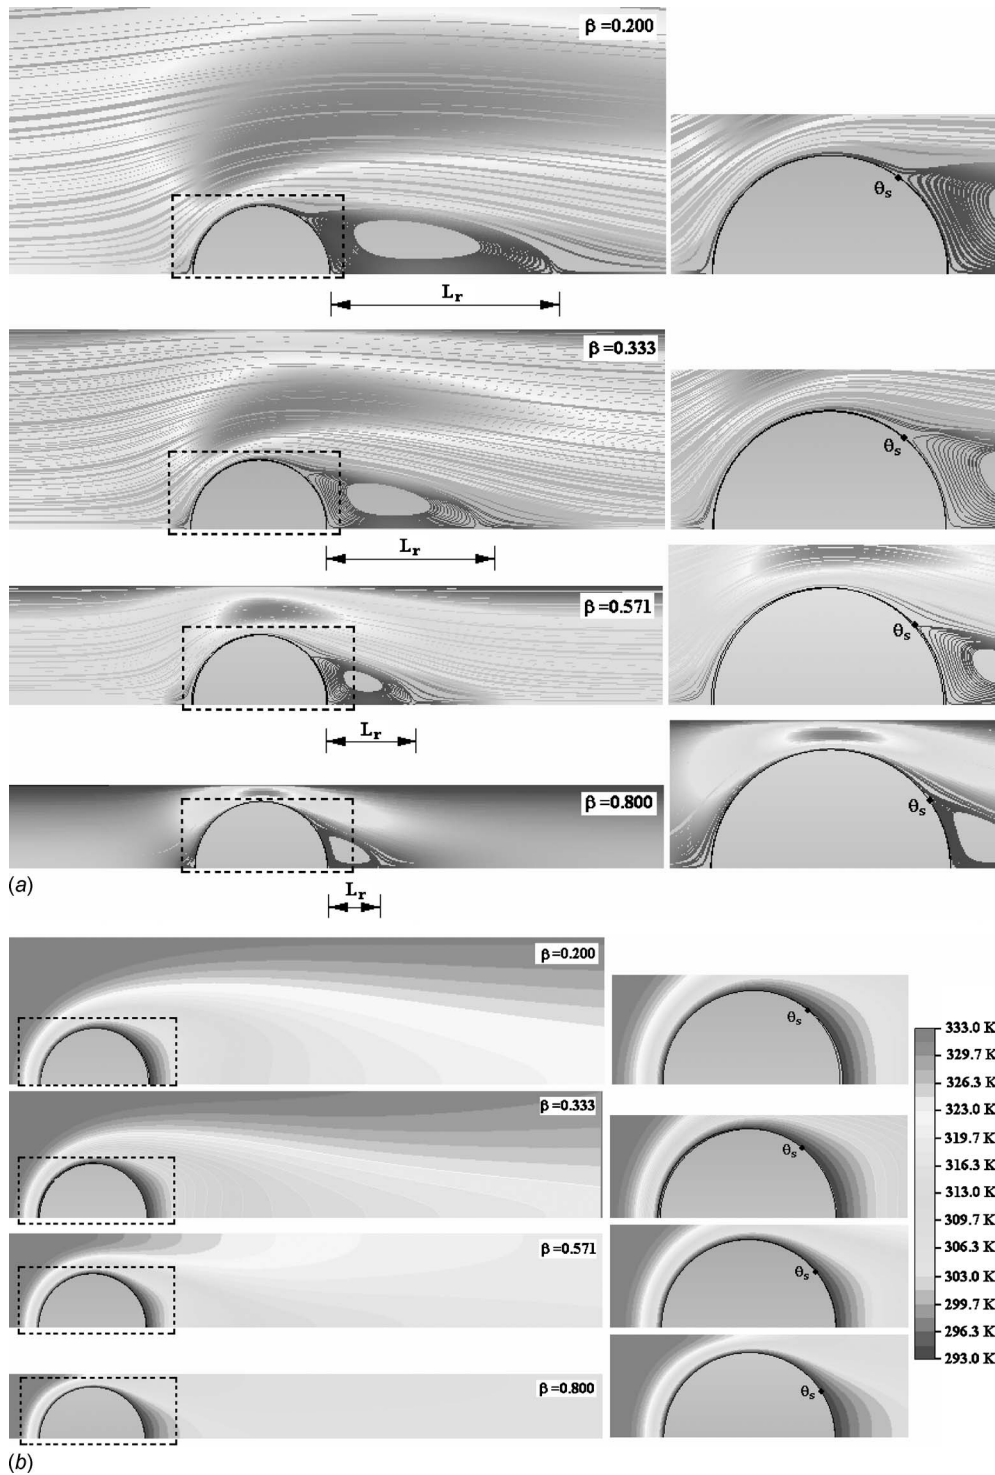 β =0.200
θs
Lr
β =0.333
θs
Lr
β =0.571
θs
Lr
β =0.800
θs
(a)
Lr
β =0.200
θs
β =0.333
θs
β =0.571
θs
β =0.800
θs
333.0 K
329.7 K
326.3 K
323.0 K
319.7 K
316.3 K
313.0 K
309.7 K
306.3 K
303.0 K
299.7 K
296.3 K
293.0 K
(b)